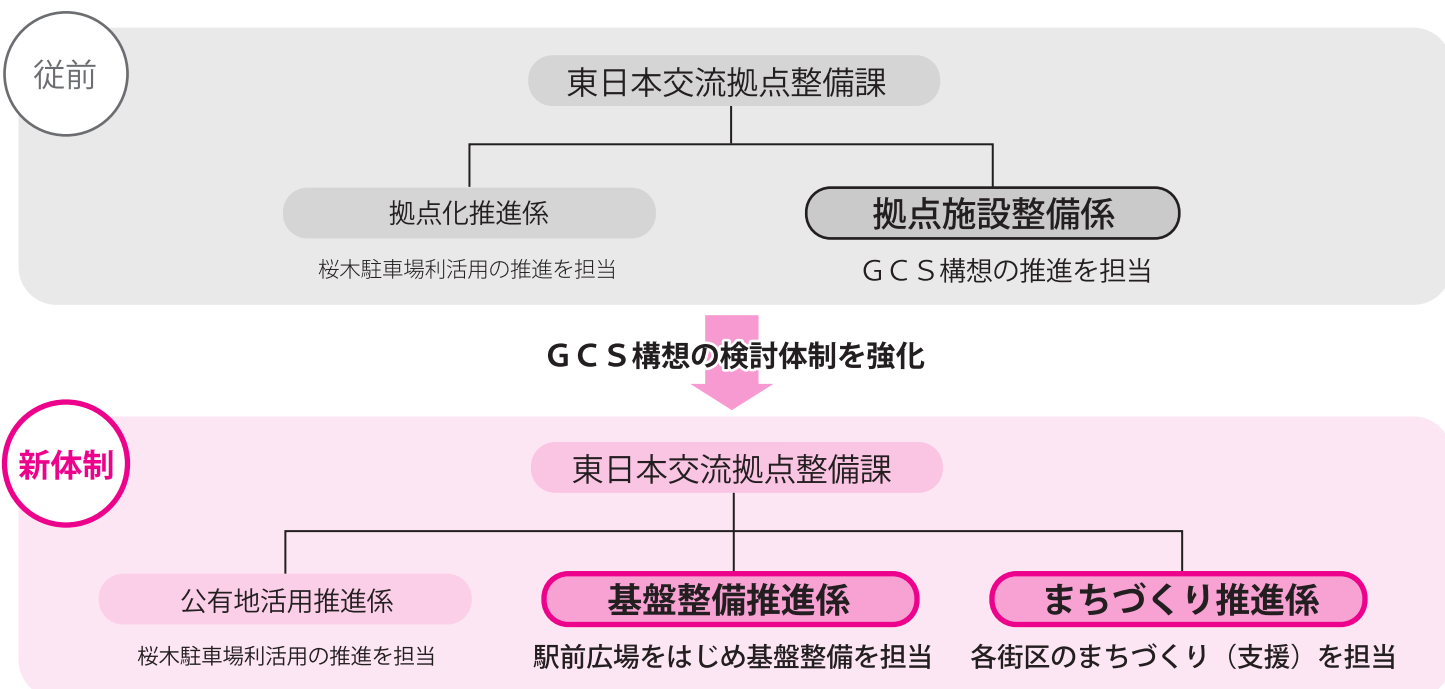 従前
東日本交流拠点整備課
拠点化推進係
拠点施設整備係
桜木駐車場利活用の推進を担当
ＧＣＳ構想の推進を担当
ＧＣＳ構想の検討体制を強化
新体制
東日本交流拠点整備課
公有地活用推進係
基盤整備推進係
まちづくり推進係
桜木駐車場利活用の推進を担当
駅前広場をはじめ基盤整備を担当
各街区のまちづくり（支援）を担当